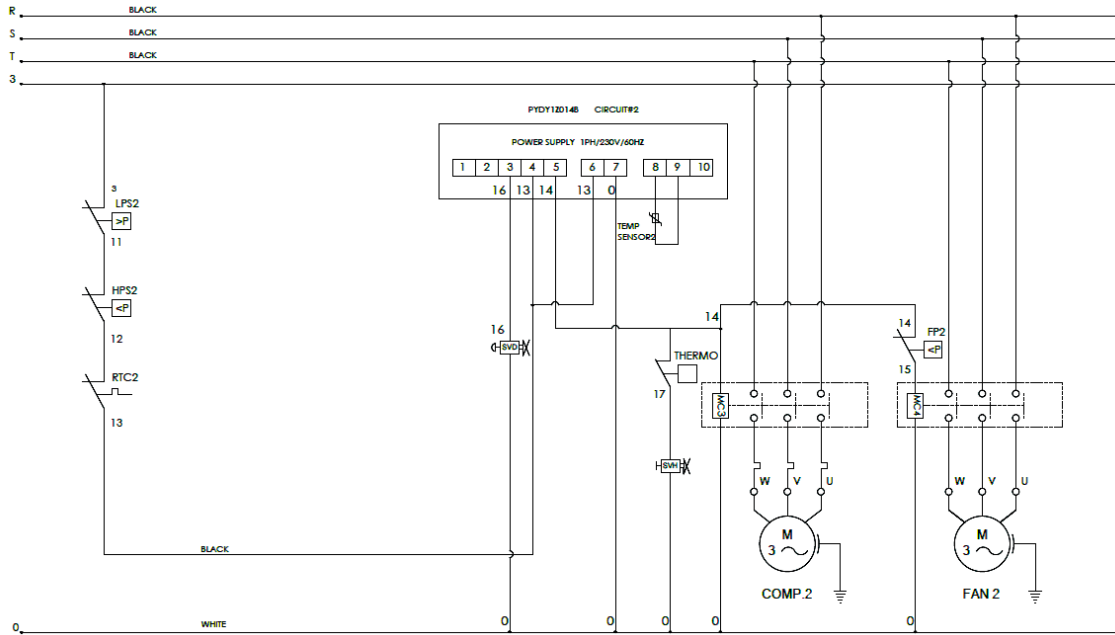 R BLACK
S BLACK
T BLACK
3
PYDY1Z014B CIRCUIT#2
POWER SUPPLY 1PH/230V/60HZ
1 2 3 4 5 6 7 8 9 10
16 13 14 13 0
3
LPS2
>P
11
TEMP
SENSOR2
HPS2
<P
12
16
SVD
14
14
FP2
<P
15
THERMO
17
RTC2
13
MC3
MC4
SVH
W V U
W V U
M
3
M
3
BLACK
COMP.2
FAN 2
0 WHITE
0 0 0 0 0